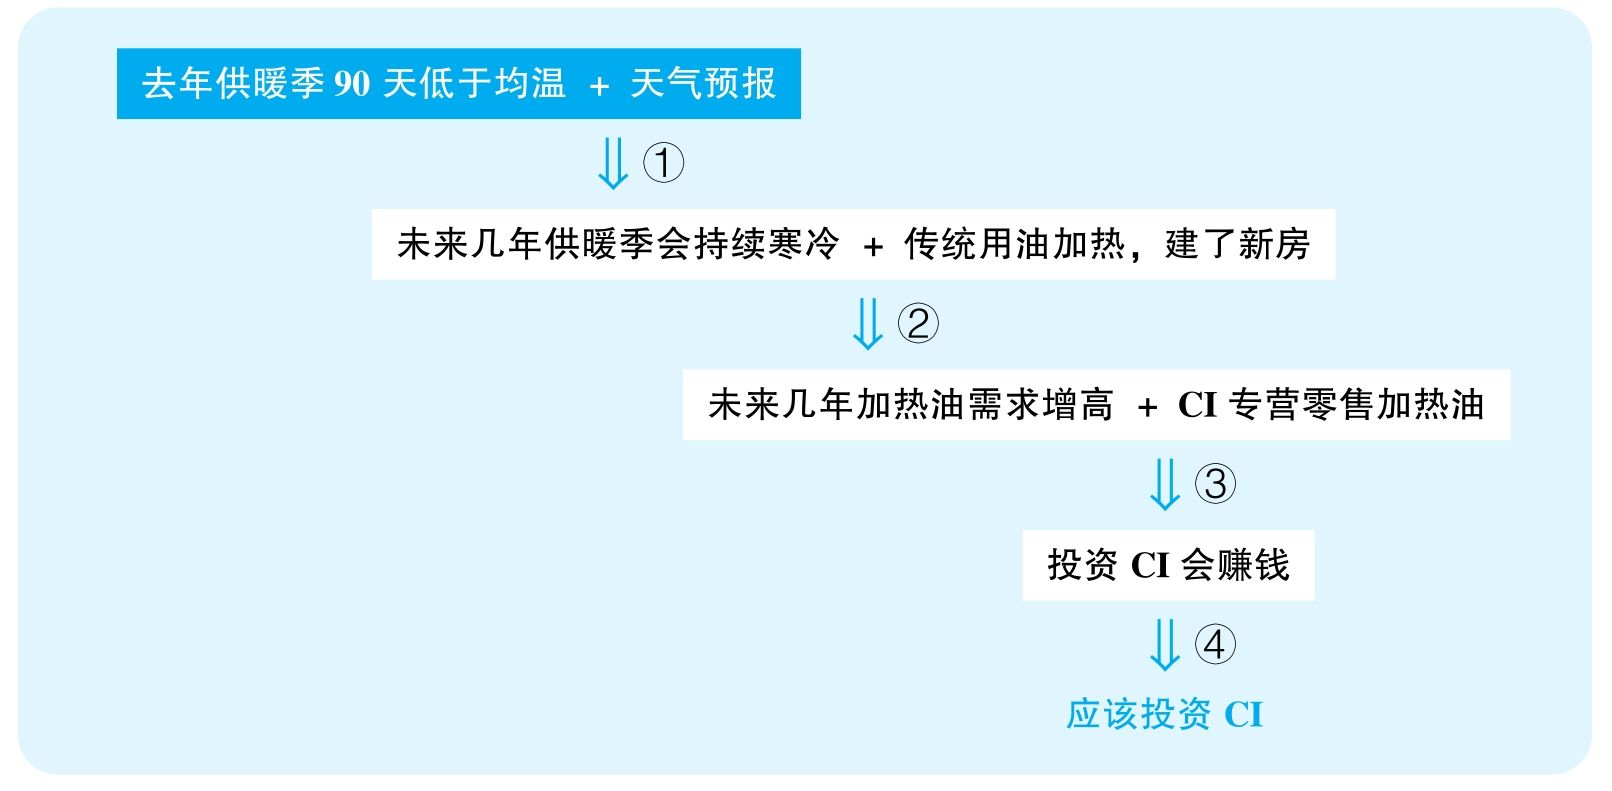 去年供暖季 90 天低于均温 + 天气预报
①
未来几年供暖季会持续寒冷 + 传统用油加热，建了新房
②
未来几年加热油需求增高 + CI 专营零售加热油
③
投资 CI 会赚钱
④
应该投资 CI